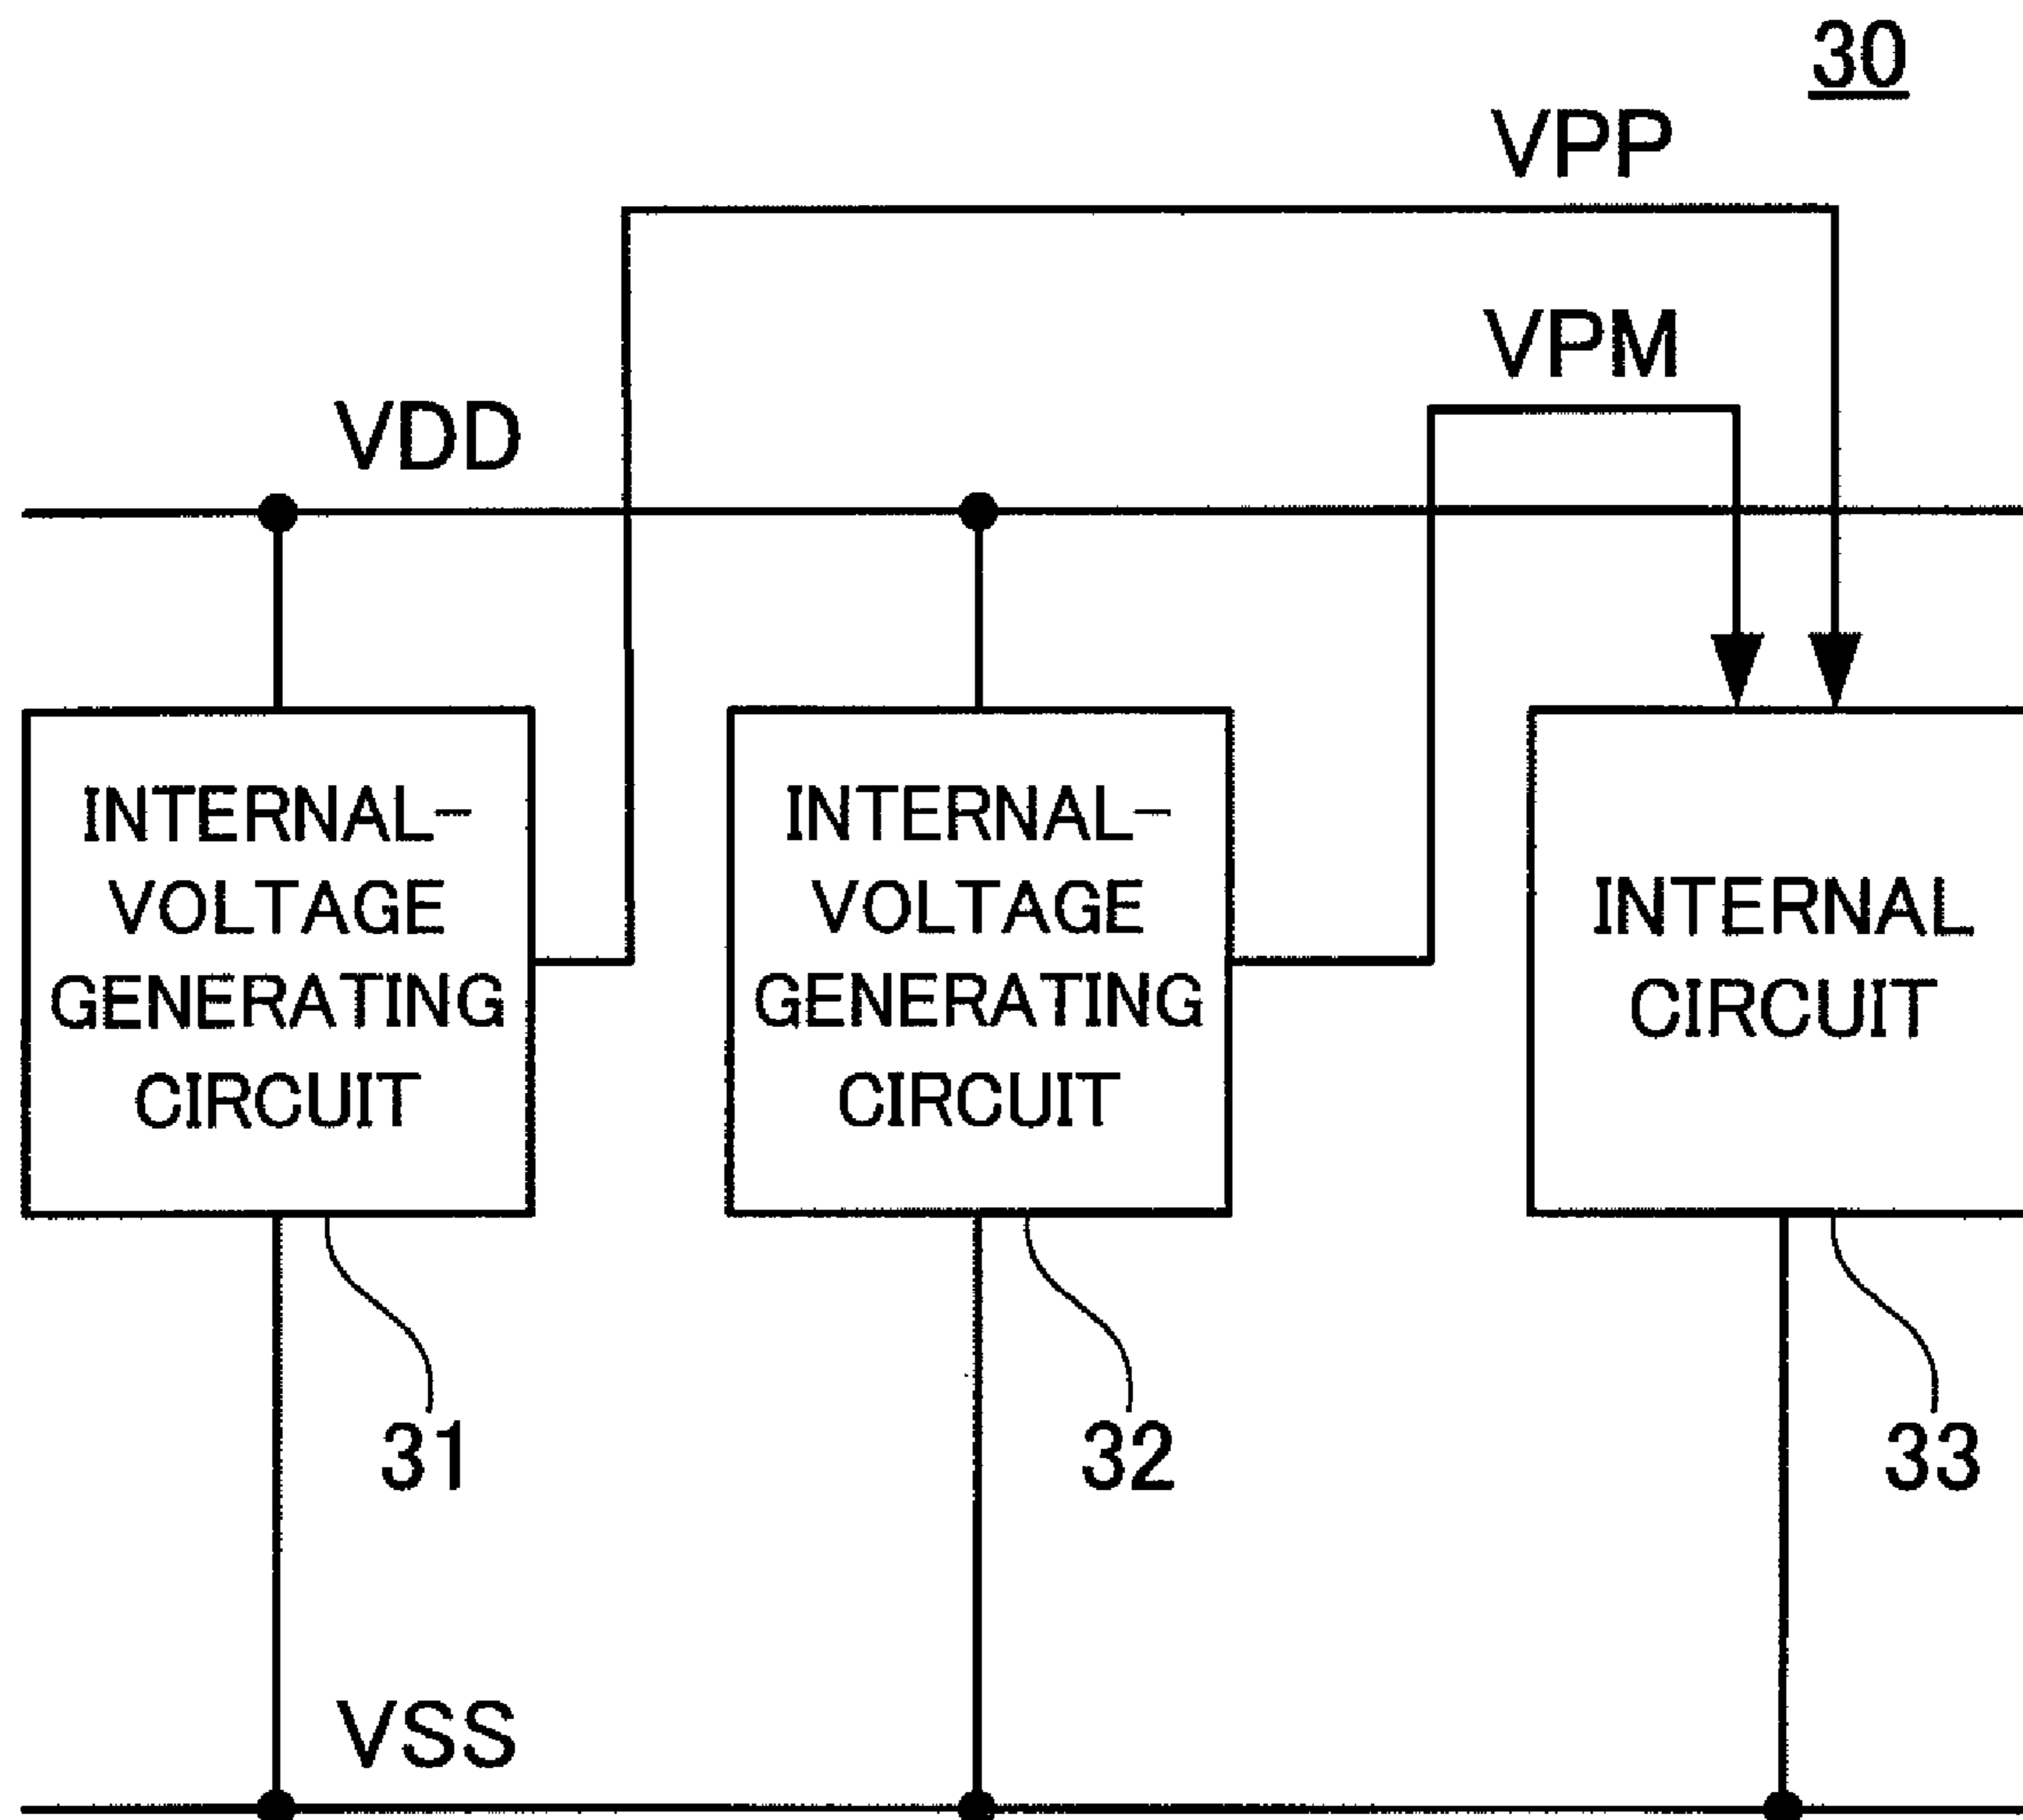 30
VPP
VPM
VDD
INTERNAL-
VOLTAGE
GENERATING
CIRCUIT
INTERNAL-
VOLTAGE
GENERATING
CIRCUIT
INTERNAL
CIRCUIT
31
32
33
VSS